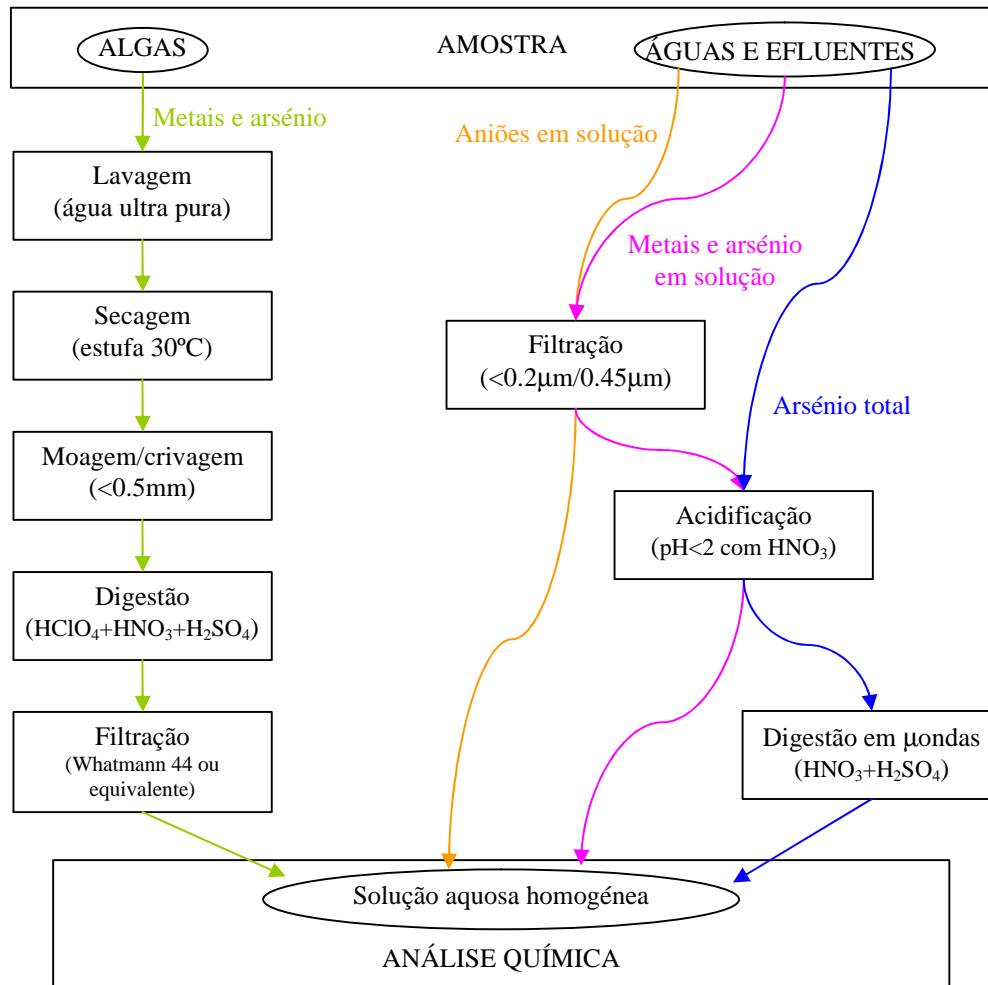 ALGAS
AMOSTRA
ÁGUAS E EFLUENTES
Metais e arsénio
Aniões em solução
Lavagem
(água ultra pura)
Metais e arsénio
em solução
Secagem
(estufa 30ºC)
Filtração
(<0.2µm/0.45µm)
Arsénio total
Moagem/crivagem
(<0.5mm)
Acidificação
(pH<2 com HNO₃)
Digestão
(HClO₄+HNO₃+H₂SO₄)
Filtração
(Whatmann 44 ou
equivalente)
Digestão em µondas
(HNO₃+H₂SO₄)
Solução aquosa homogénea
ANÁLISE QUÍMICA